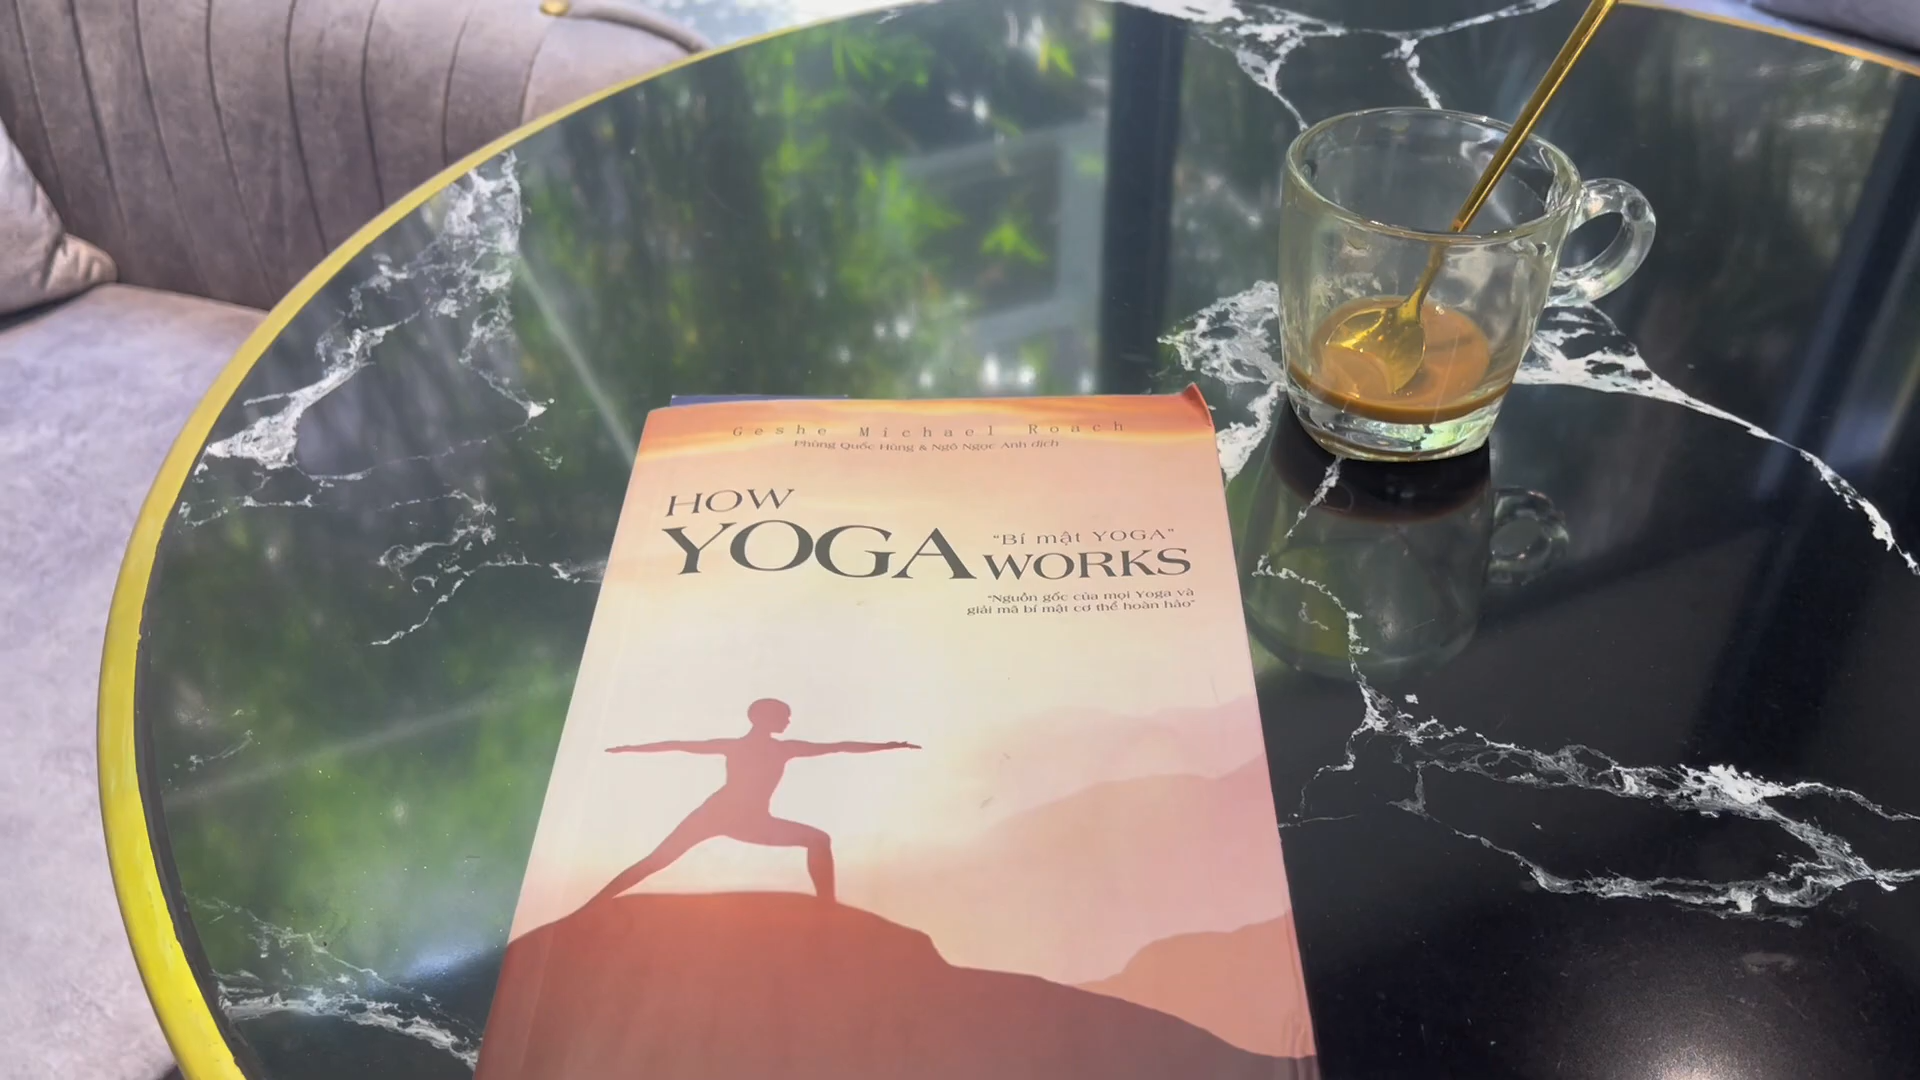 Geshe Michael Roach
Phùng Quốc Hùng & Ngô Ngọc Anh dịch
HOW
"Bí mật YOGA"
YOGA WORKS
"Nguồn gốc của mọi Yoga và
giải mã bí mật cơ thể hoàn hảo"